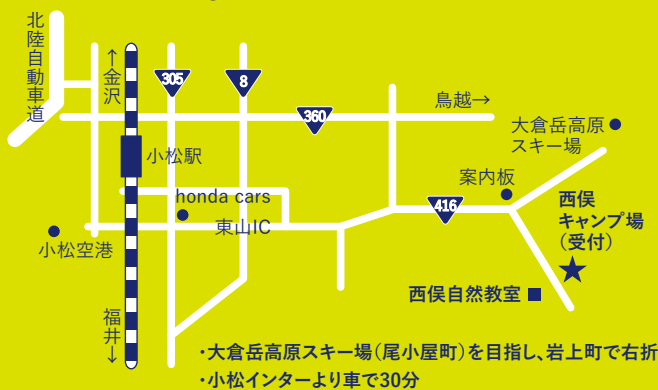 北陸自動車道
↑金沢
305
8
360
鳥越→
大倉岳高原
スキー場
小松駅
案内板
honda cars
416
西俣
キャンプ場
(受付)
東山IC
小松空港
西俣自然教室
福井↓
・大倉岳高原スキー場(尾小屋町)を目指し、岩上町で右折
・小松インターより車で30分